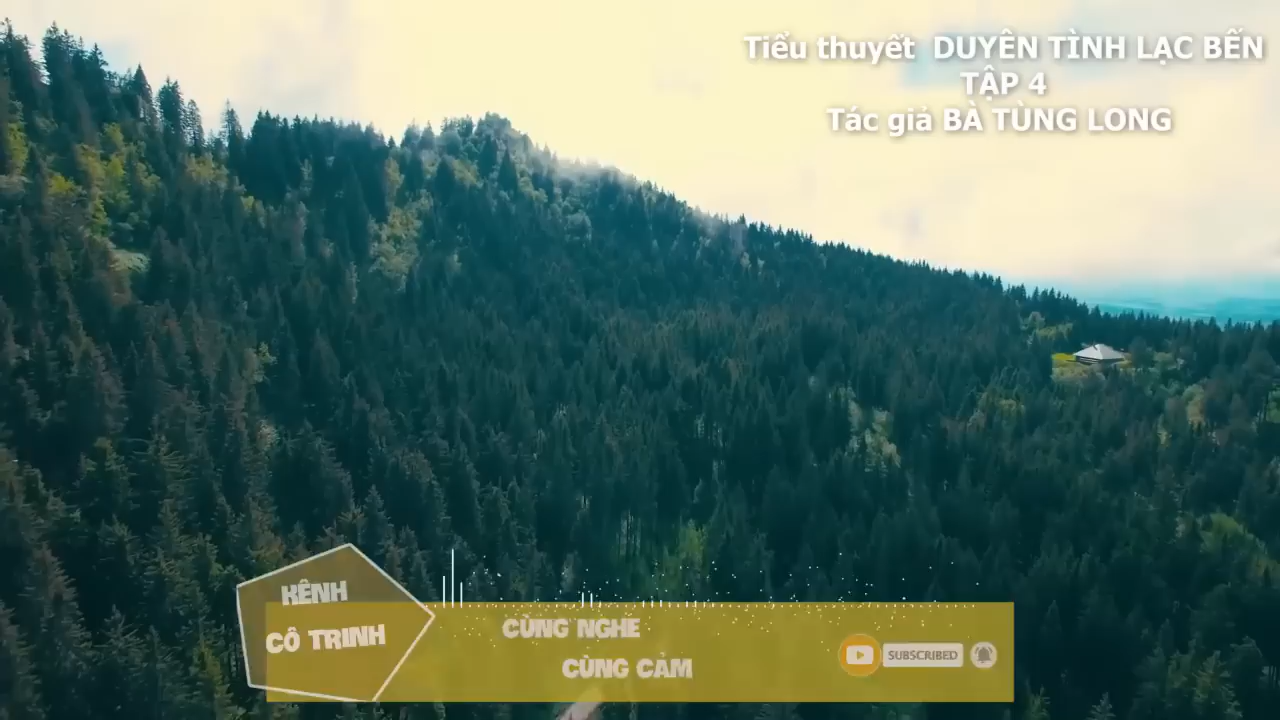 Tiểu thuyết DUYÊN TÌNH LẠC BẾN
TẬP 4
Tác giả BÀ TÙNG LONG
KÊNH
CÔ TRINH
CÙNG NGHE
CÙNG CẢM
SUBSCRIBED